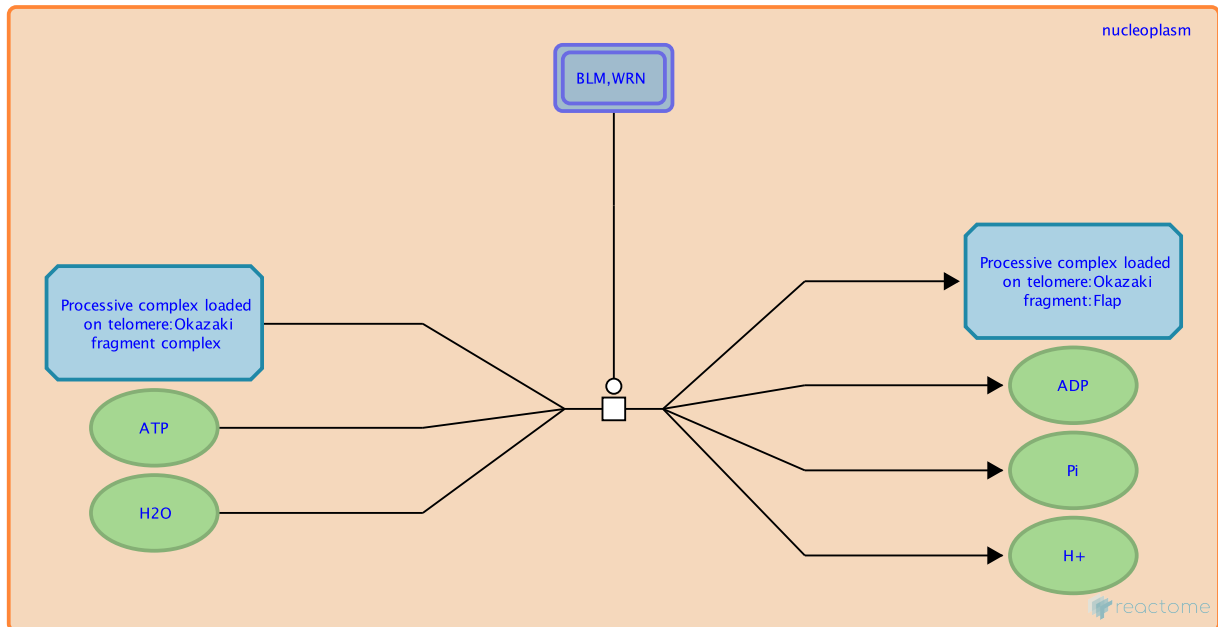 nucleoplasm
BLM,WRN
Processive complex loaded
on telomere:Okazaki
fragment complex
ATP
H2O
Processive complex loaded
on telomere:Okazaki
fragment:Flap
ADP
Pi
H+
reactome